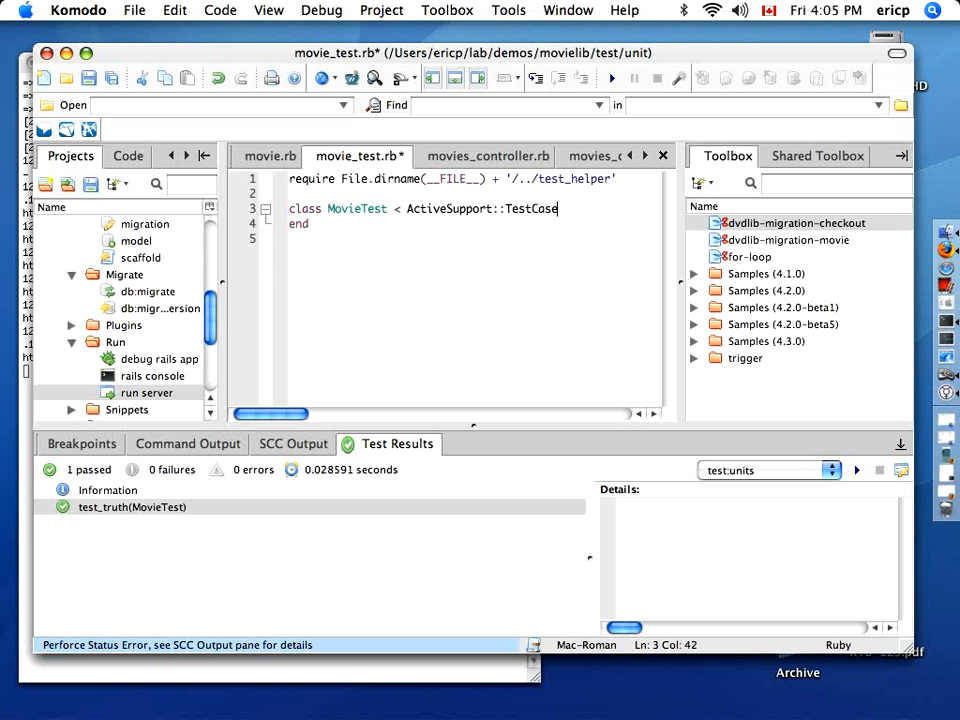 Komodo File Edit Code View Debug Project Toolbox Tools Window Help Fri 4:05 PM ericp
movie_test.rb* (/Users/ericp/lab/demos/movielib/test/unit)
Open Find in
Projects Code
movie.rb movie_test.rb* movies_controller.rb movies_c
Toolbox Shared Toolbox
Name
migration
model
scaffold
Migrate
db:migrate
db:migr...ersion
Plugins
Run
debug rails app
rails console
run server
Snippets
1 require File.dirname(__FILE__) + '/../test_helper'
2
3 class MovieTest < ActiveSupport::TestCase
4 end
5
Name
dvdlib-migration-checkout
dvdlib-migration-movie
for-loop
Samples (4.1.0)
Samples (4.2.0)
Samples (4.2.0-beta1)
Samples (4.2.0-beta5)
Samples (4.3.0)
trigger
Breakpoints Command Output SCC Output Test Results
1 passed 0 failures 0 errors 0.028591 seconds test:units
Information
test_truth(MovieTest)
Details:
Perforce Status Error, see SCC Output pane for details Mac-Roman Ln: 3 Col: 42 Ruby
Archive